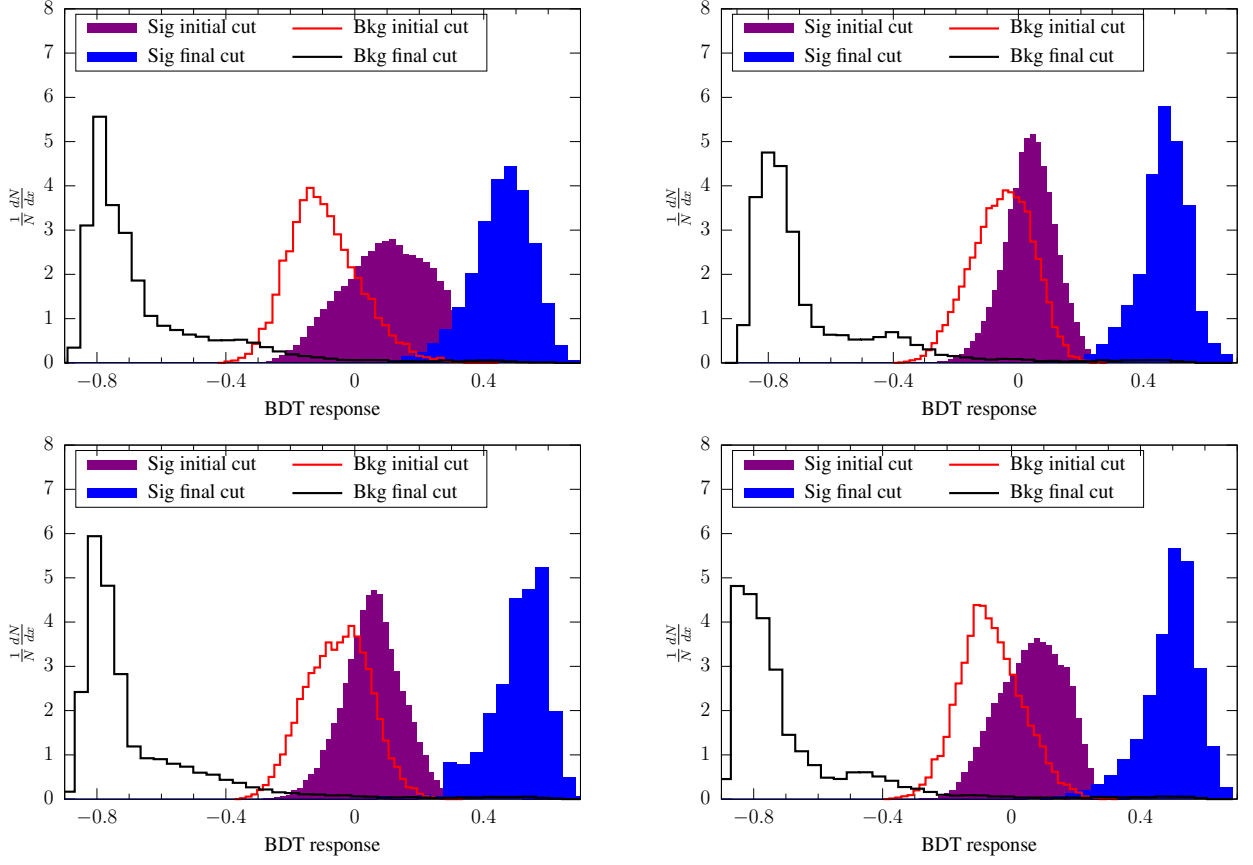 8
7
6
5
4
3
2
1
0
1/N dN/dx
Sig initial cut
Bkg initial cut
Sig final cut
Bkg final cut
−0.8 −0.4 0 0.4
BDT response
8
7
6
5
4
3
2
1
0
1/N dN/dx
Sig initial cut
Bkg initial cut
Sig final cut
Bkg final cut
−0.8 −0.4 0 0.4
BDT response
8
7
6
5
4
3
2
1
0
1/N dN/dx
Sig initial cut
Bkg initial cut
Sig final cut
Bkg final cut
−0.8 −0.4 0 0.4
BDT response
8
7
6
5
4
3
2
1
0
1/N dN/dx
Sig initial cut
Bkg initial cut
Sig final cut
Bkg final cut
−0.8 −0.4 0 0.4
BDT response